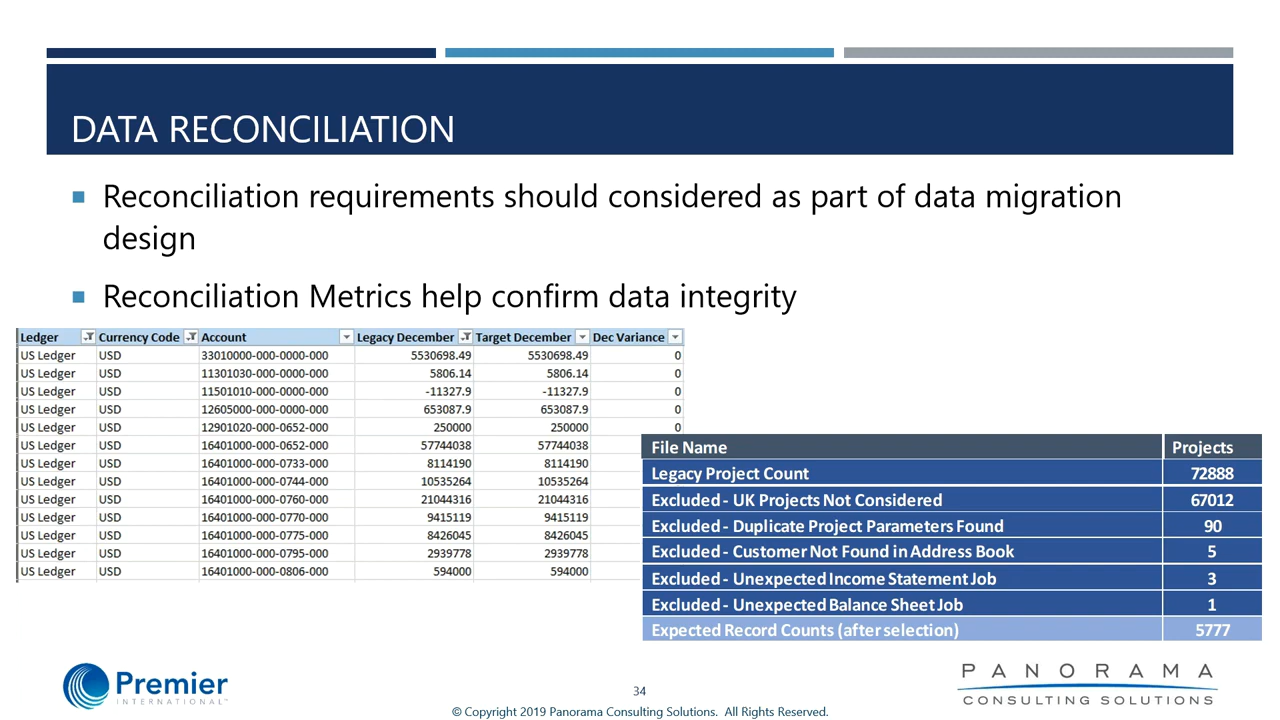 DATA RECONCILIATION
Reconciliation requirements should considered as part of data migration
design
Reconciliation Metrics help confirm data integrity
Ledger Currency Code Account Legacy December Target December Dec Variance
US Ledger USD 33010000-000-0000-000 5530698.49 5530698.49 0
US Ledger USD 11301030-000-0000-000 5806.14 5806.14 0
US Ledger USD 11501010-000-0000-000 -11327.9 -11327.9 0
US Ledger USD 12605000-000-0000-000 653087.9 653087.9 0
US Ledger USD 12901020-000-0652-000 250000 250000 0
US Ledger USD 16401000-000-0652-000 57744038 57744038
US Ledger USD 16401000-000-0733-000 8114190 8114190
US Ledger USD 16401000-000-0744-000 10535264 10535264
US Ledger USD 16401000-000-0760-000 21044316 21044316
US Ledger USD 16401000-000-0770-000 9415119 9415119
US Ledger USD 16401000-000-0775-000 8426045 8426045
US Ledger USD 16401000-000-0795-000 2939778 2939778
US Ledger USD 16401000-000-0806-000 594000 594000
File Name Projects
Legacy Project Count 72888
Excluded - UK Projects Not Considered 67012
Excluded - Duplicate Project Parameters Found 90
Excluded - Customer Not Found in Address Book 5
Excluded - Unexpected Income Statement Job 3
Excluded - Unexpected Balance Sheet Job 1
Expected Record Counts (after selection) 5777
Premier
INTERNATIONAL™
34
© Copyright 2019 Panorama Consulting Solutions. All Rights Reserved.
PANORAMA
CONSULTING SOLUTIONS